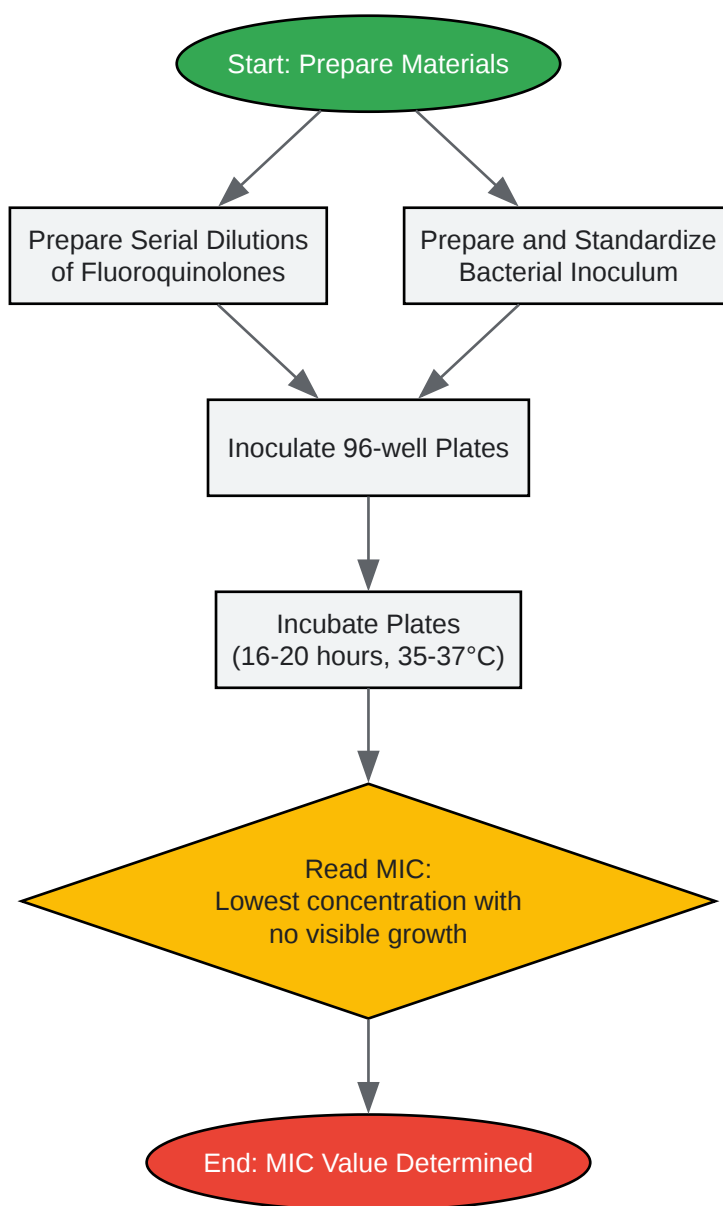 Start: Prepare Materials
Prepare Serial Dilutions
of Fluoroquinolones
Prepare and Standardize
Bacterial Inoculum
Inoculate 96-well Plates
Incubate Plates
(16-20 hours, 35-37°C)
Read MIC:
Lowest concentration with
no visible growth
End: MIC Value Determined